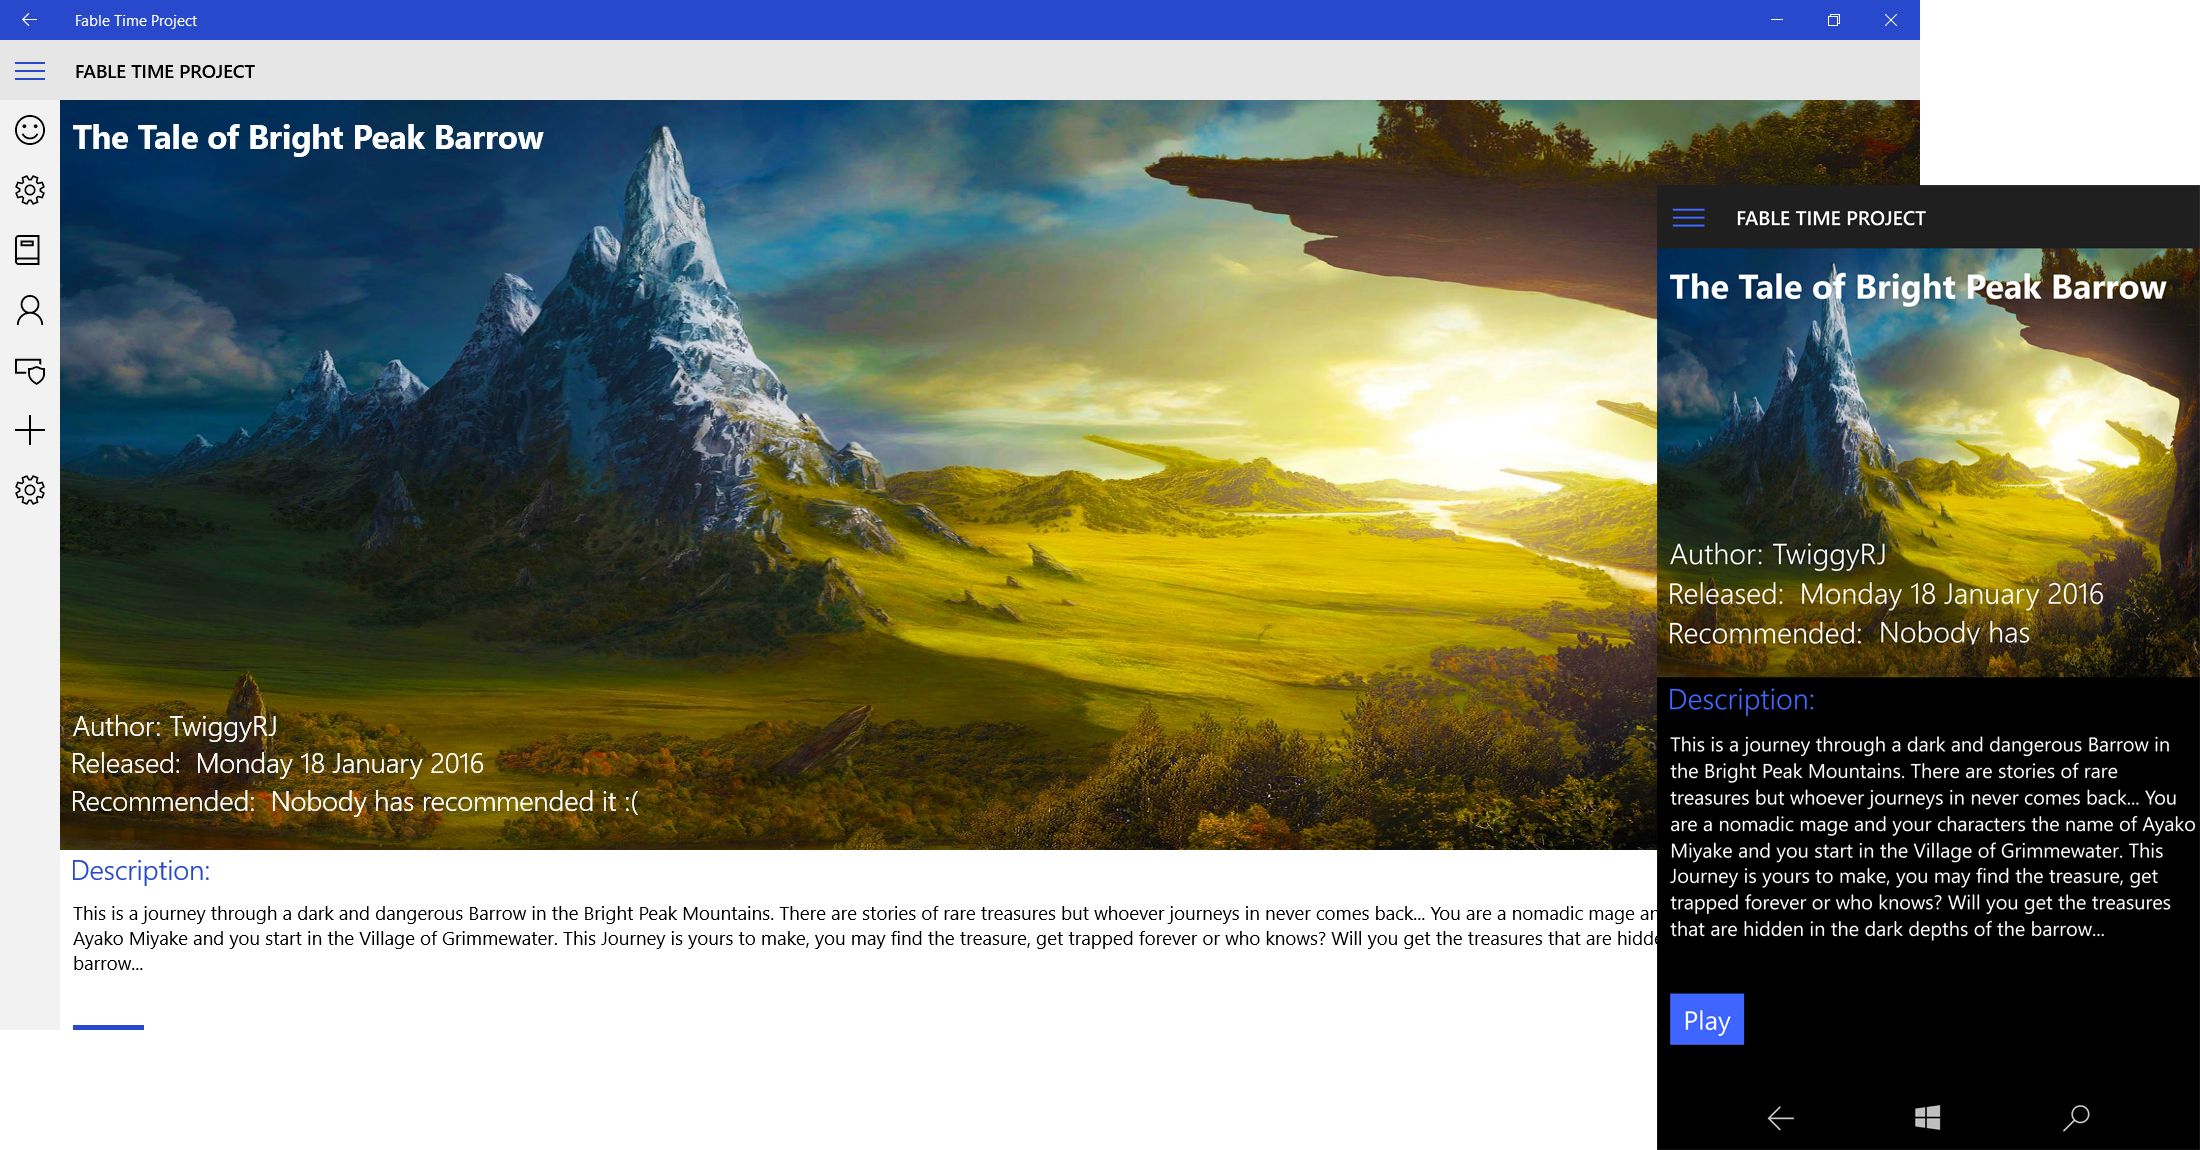 Fable Time Project
FABLE TIME PROJECT
The Tale of Bright Peak Barrow
Author: TwiggyRJ
Released: Monday 18 January 2016
Recommended: Nobody has recommended it :(
Description:
This is a journey through a dark and dangerous Barrow in the Bright Peak Mountains. There are stories of rare treasures but whoever journeys in never comes back... You are a nomadic mage
Ayako Miyake and you start in the Village of Grimmewater. This Journey is yours to make, you may find the treasure, get trapped forever or who knows? Will you get the treasures that are
barrow...
FABLE TIME PROJECT
The Tale of Bright Peak Barrow
Author: TwiggyRJ
Released: Monday 18 January 2016
Recommended: Nobody has
Description:
This is a journey through a dark and dangerous Barrow in
the Bright Peak Mountains. There are stories of rare
treasures but whoever journeys in never comes back... You
are a nomadic mage and your characters the name of Ayako
Miyake and you start in the Village of Grimmewater. This
Journey is yours to make, you may find the treasure, get
trapped forever or who knows? Will you get the treasures
that are hidden in the dark depths of the barrow...
Play